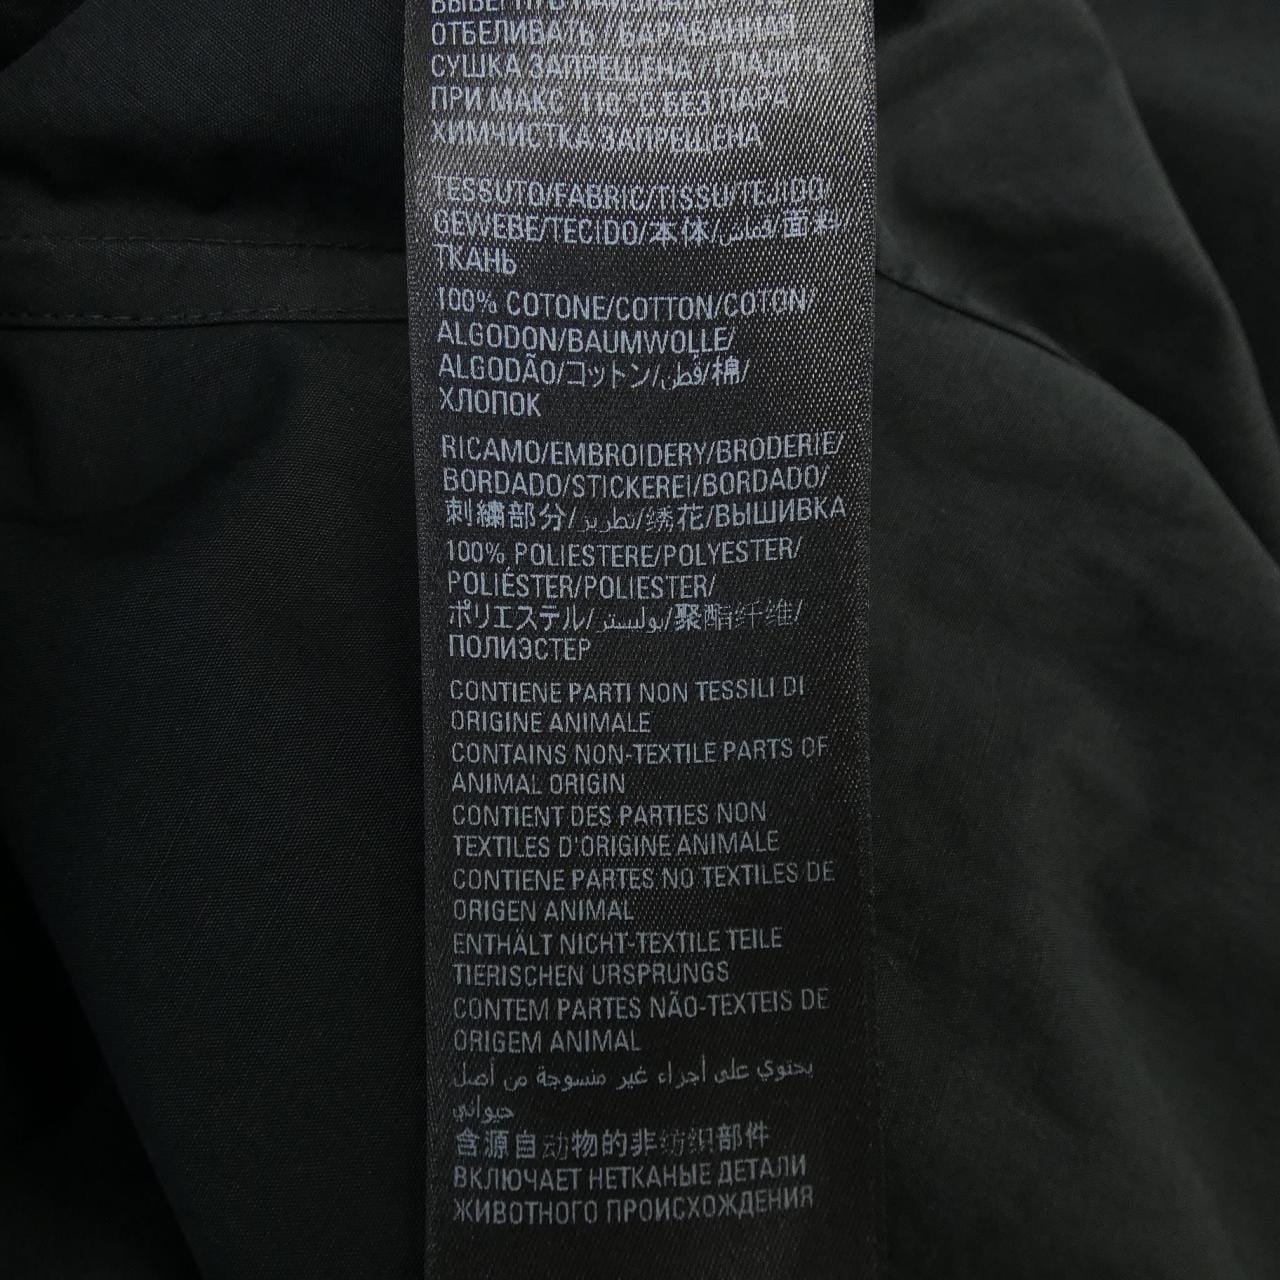 ОТБЕЛИВАТЬ / БАРАБАННАЯ
СУШКА ЗАПРЕЩЕНА / ГЛАДИТЬ
ПРИ МАКС 110°С БЕЗ ПАРА
ХИМЧИСТКА ЗАПРЕЩЕНА
TESSUTO/FABRIC/TISSU/TEJIDO/
GEWEBE/TECIDO/本体/قماش/面料
ТКАНЬ
100% COTONE/COTTON/COTON/
ALGODON/BAUMWOLLE/
ALGODÃO/コットン/قطن/棉/
ХЛОПОК
RICAMO/EMBROIDERY/BRODERIE/
BORDADO/STICKEREI/BORDADO/
刺繍部分/تطريز/绣花/ВЫШИВКА
100% POLIESTERE/POLYESTER/
POLIÉSTER/POLIESTER/
ポリエステル/بوليستر/聚酯纤维/
ПОЛИЭСТЕР
CONTIENE PARTI NON TESSILI DI
ORIGINE ANIMALE
CONTAINS NON-TEXTILE PARTS OF
ANIMAL ORIGIN
CONTIENT DES PARTIES NON
TEXTILES D'ORIGINE ANIMALE
CONTIENE PARTES NO TEXTILES DE
ORIGEN ANIMAL
ENTHÄLT NICHT-TEXTILE TEILE
TIERISCHEN URSPRUNGS
CONTEM PARTES NÃO-TEXTEIS DE
ORIGEM ANIMAL
يحتوي على أجزاء غير منسوجة من أصل
حيواني
含源自动物的非纺织部件
ВКЛЮЧАЕТ НЕТКАНЫЕ ДЕТАЛИ
ЖИВОТНОГО ПРОИСХОЖДЕНИЯ